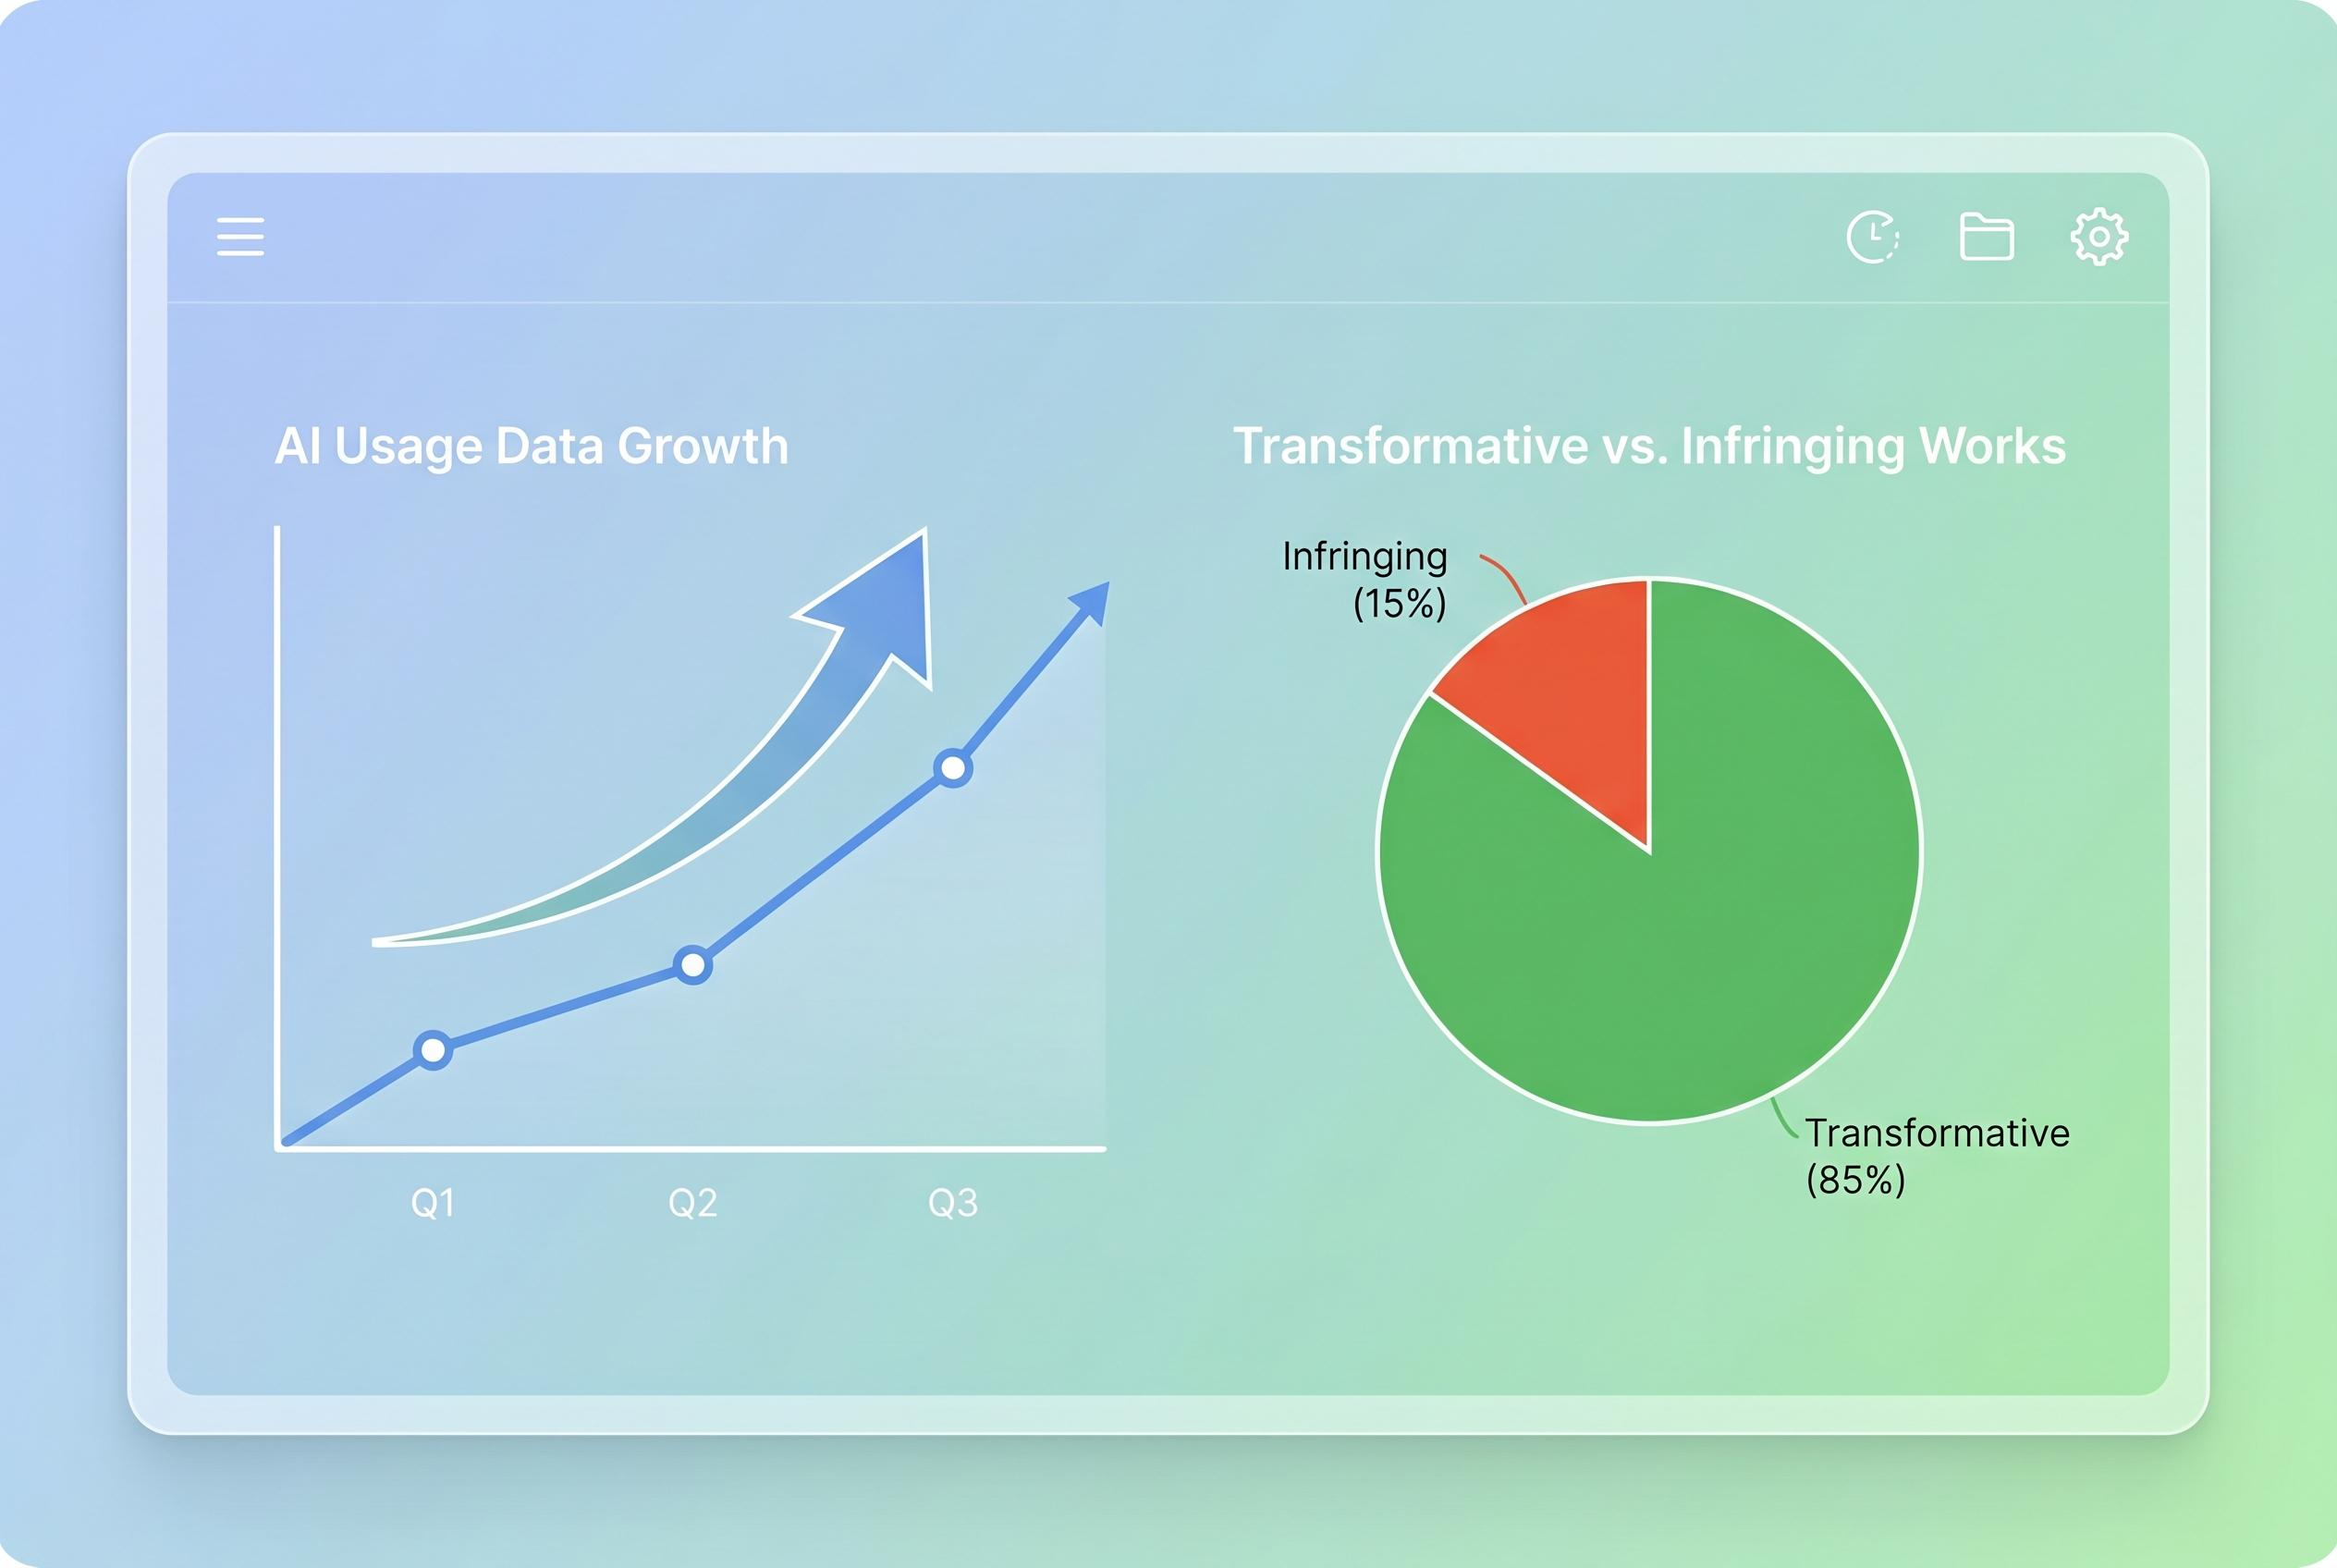 AI Usage Data Growth
Q1
Q2
Q3
Transformative vs. Infringing Works
Infringing
(15%)
Transformative
(85%)